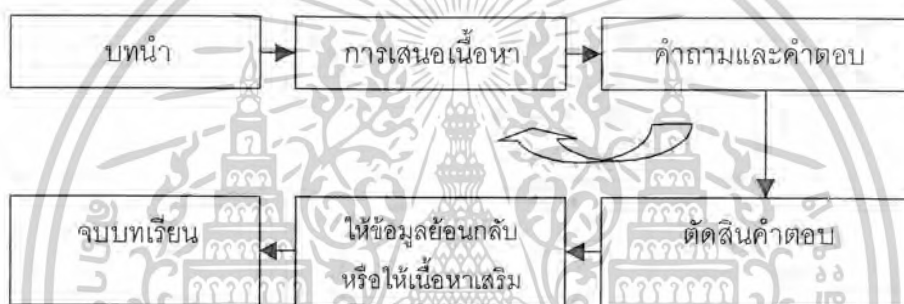 บทนำ
การเสนอเนื้อหา
คำถามและคำตอบ
ตัดสินคำตอบ
ให้ข้อมูลย้อนกลับ
หรือให้เนื้อหาเสริม
จบบทเรียน